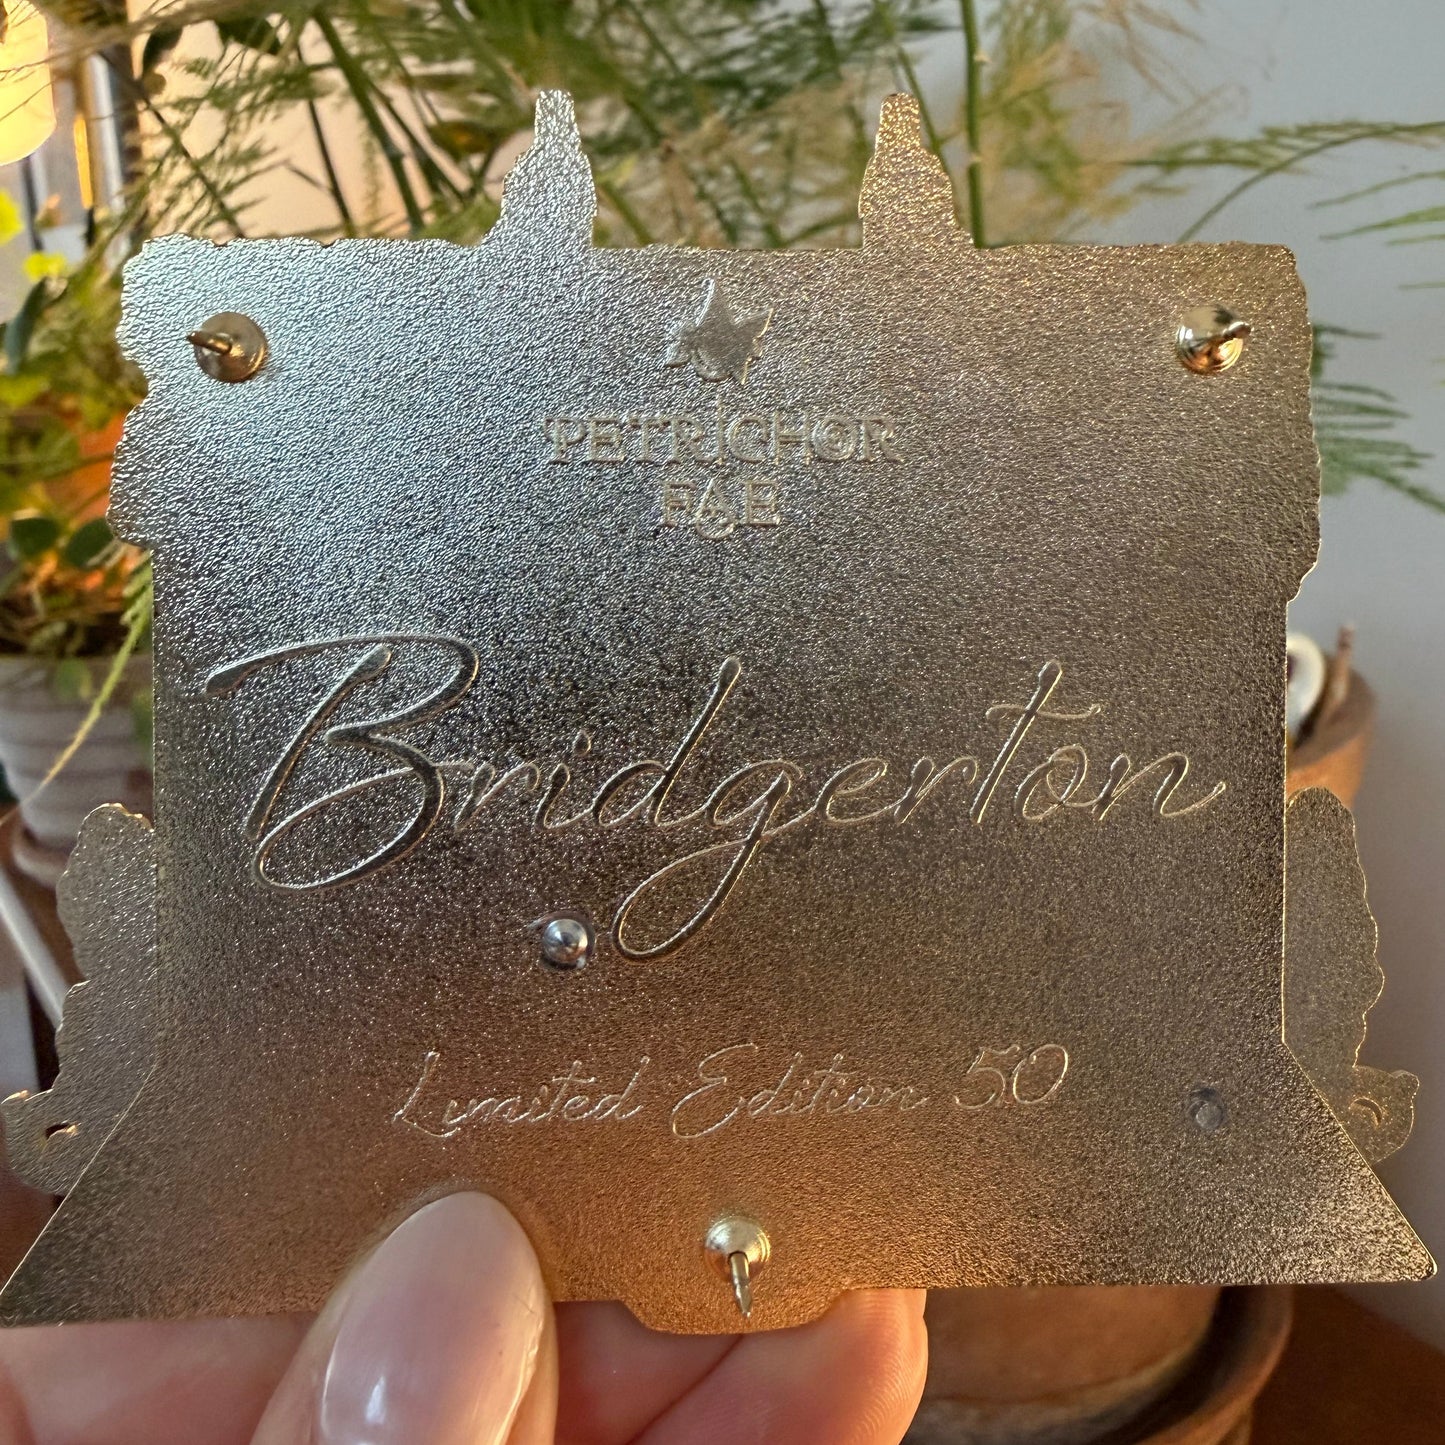 PETRICHOR
FAE
Bridgerton
Limited Edition 50